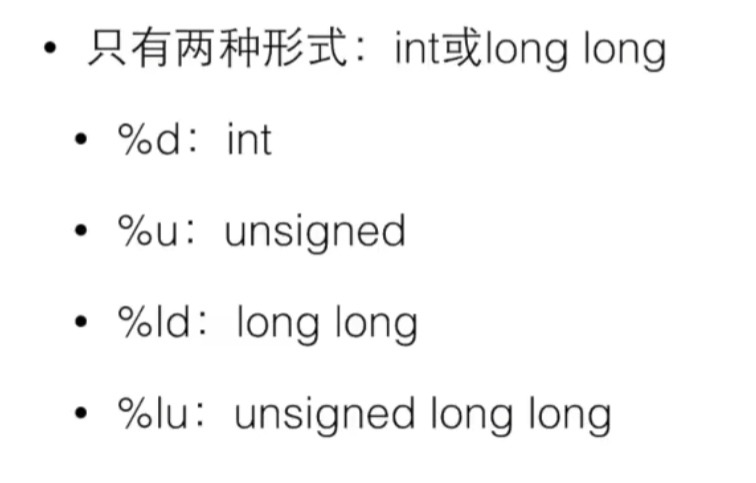 • 只有两种形式：int或long long
• %d：int
• %u：unsigned
• %ld：long long
• %lu：unsigned long long